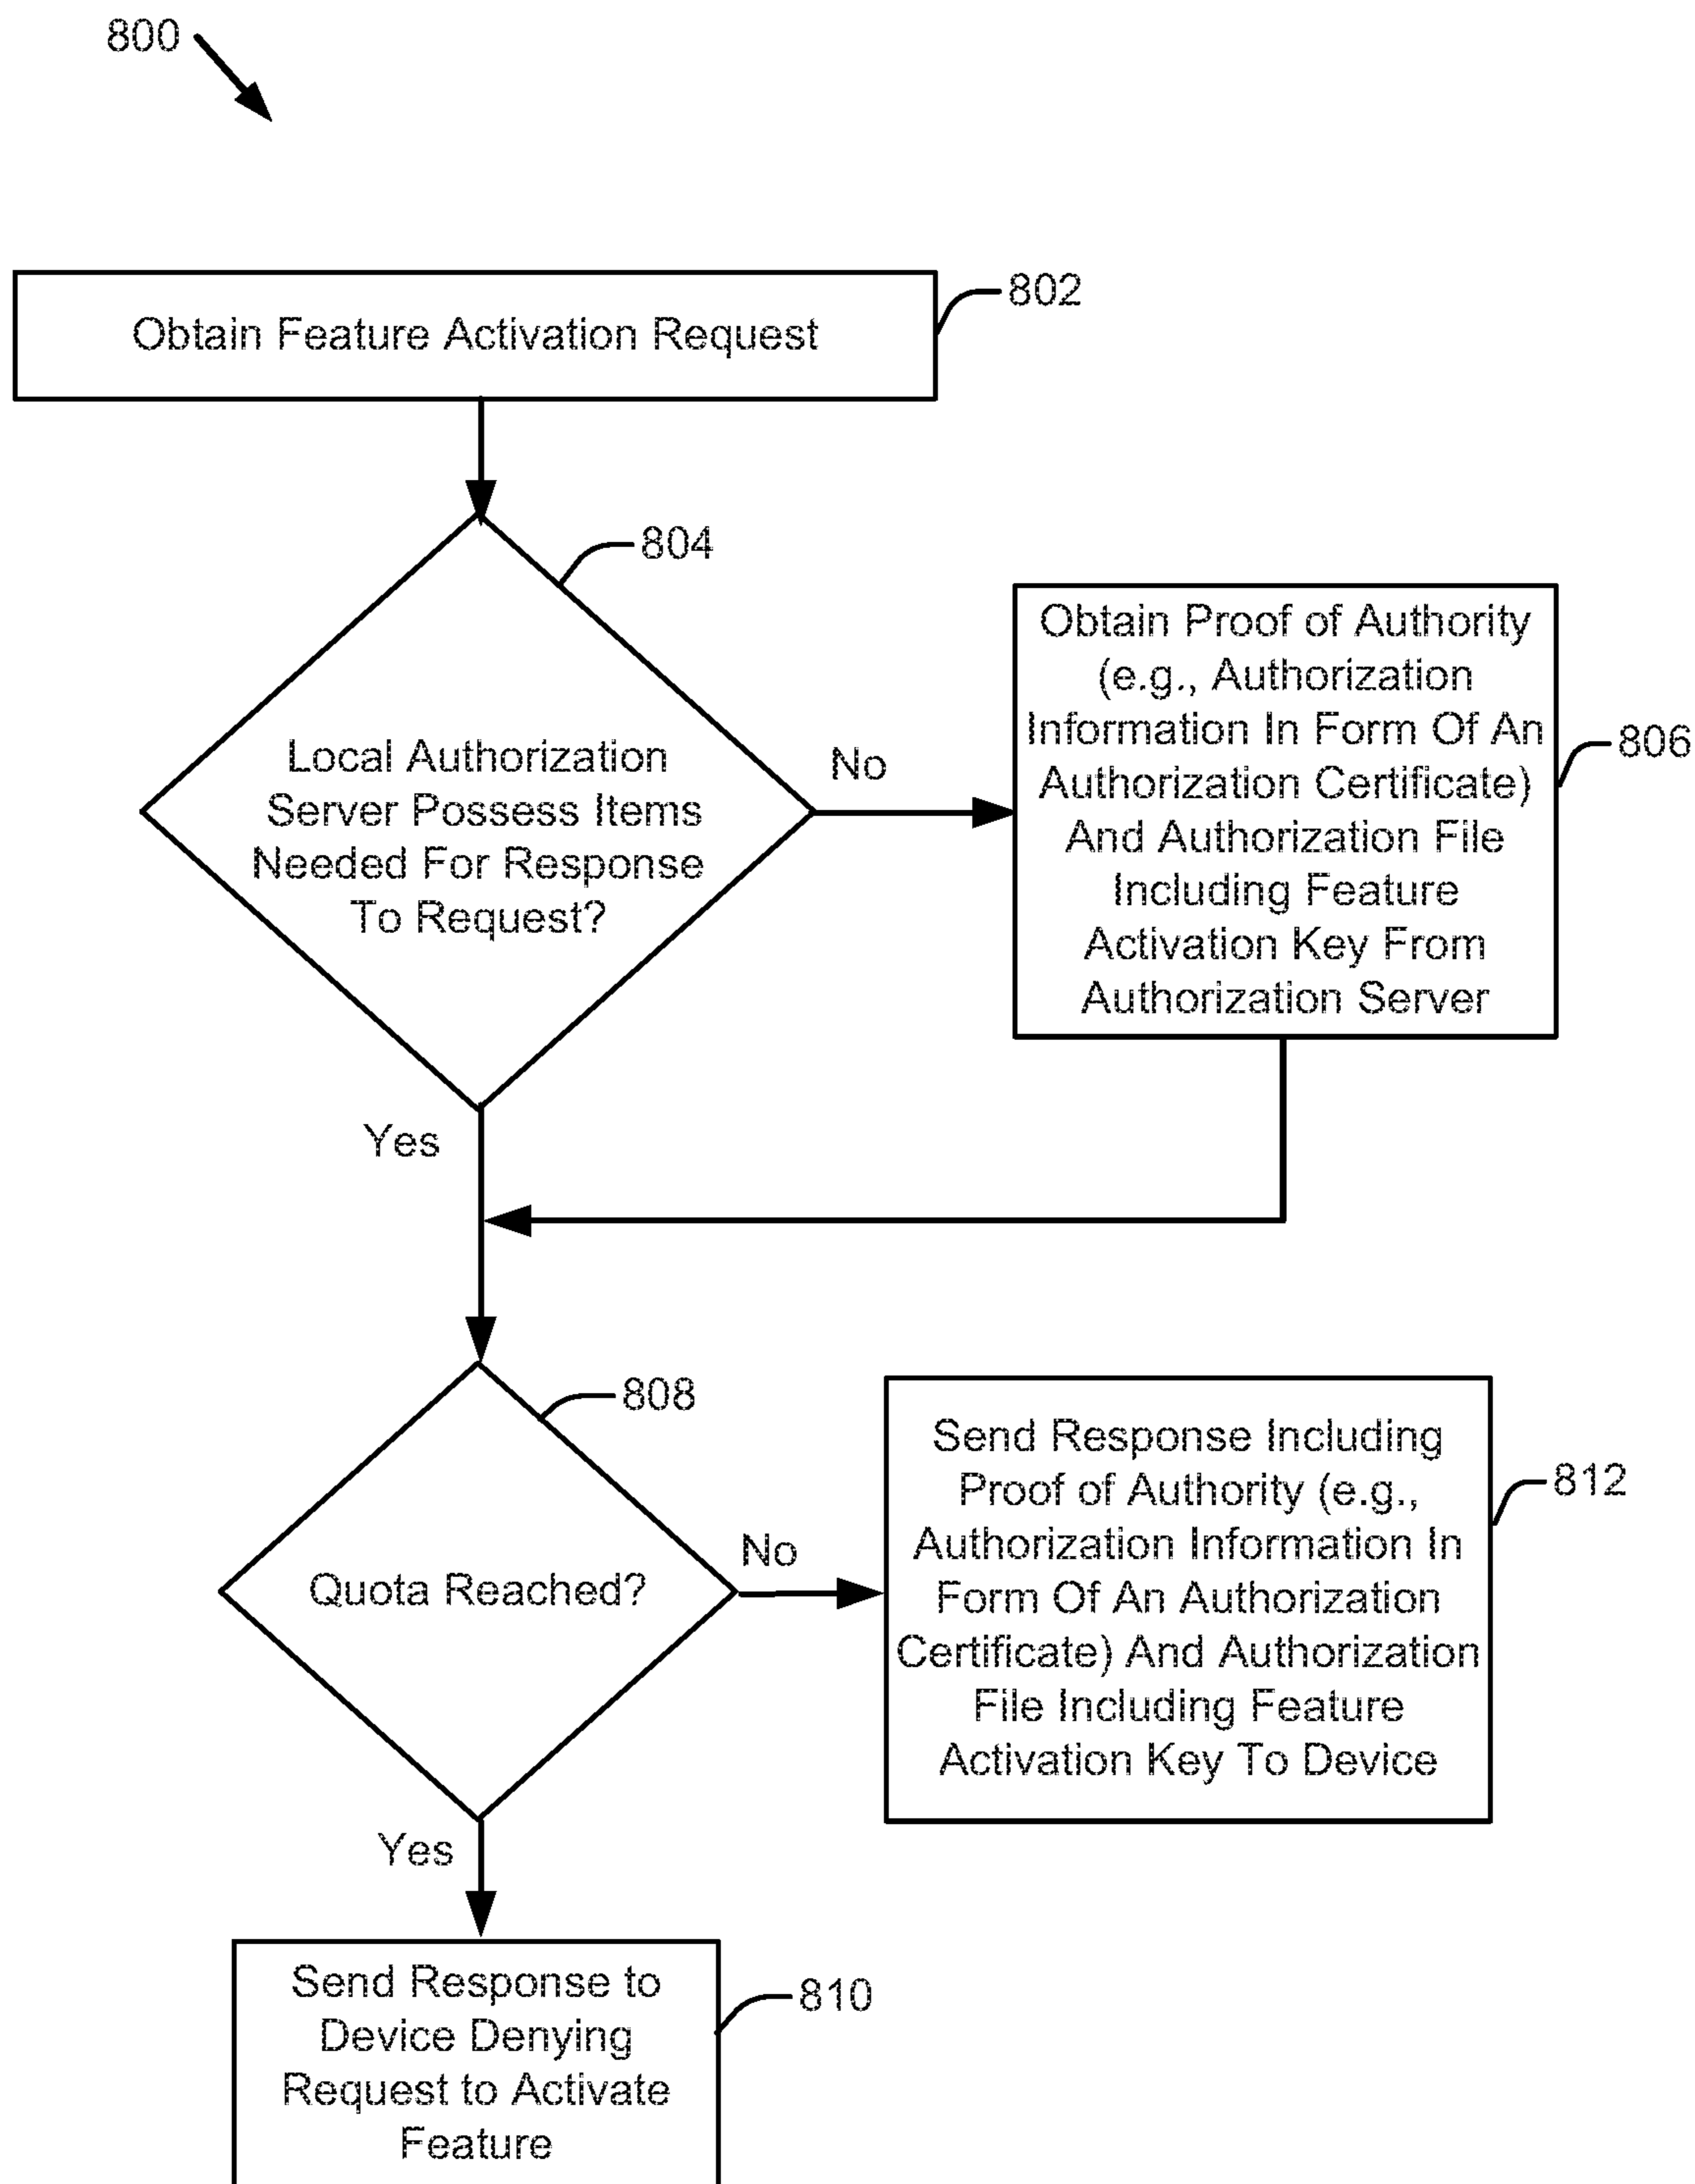 800
Obtain Feature Activation Request
802
804
Local Authorization
Server Possess Items
Needed For Response
To Request?
No
Obtain Proof of Authority
(e.g., Authorization
Information In Form Of An
Authorization Certificate)
And Authorization File
Including Feature
Activation Key From
Authorization Server
806
Yes
808
Quota Reached?
No
Send Response Including
Proof of Authority (e.g.,
Authorization Information In
Form Of An Authorization
Certificate) And Authorization
File Including Feature
Activation Key To Device
812
Yes
Send Response to
Device Denying
Request to Activate
Feature
810